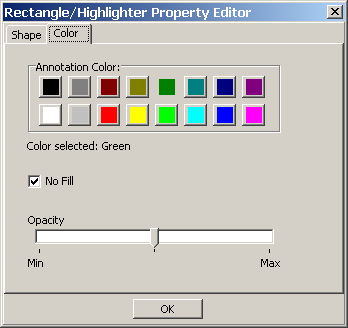 Rectangle/Highlighter Property Editor
Shape
Color
Annotation Color:
Color selected: Green
No Fill
Opacity
Min Max
OK